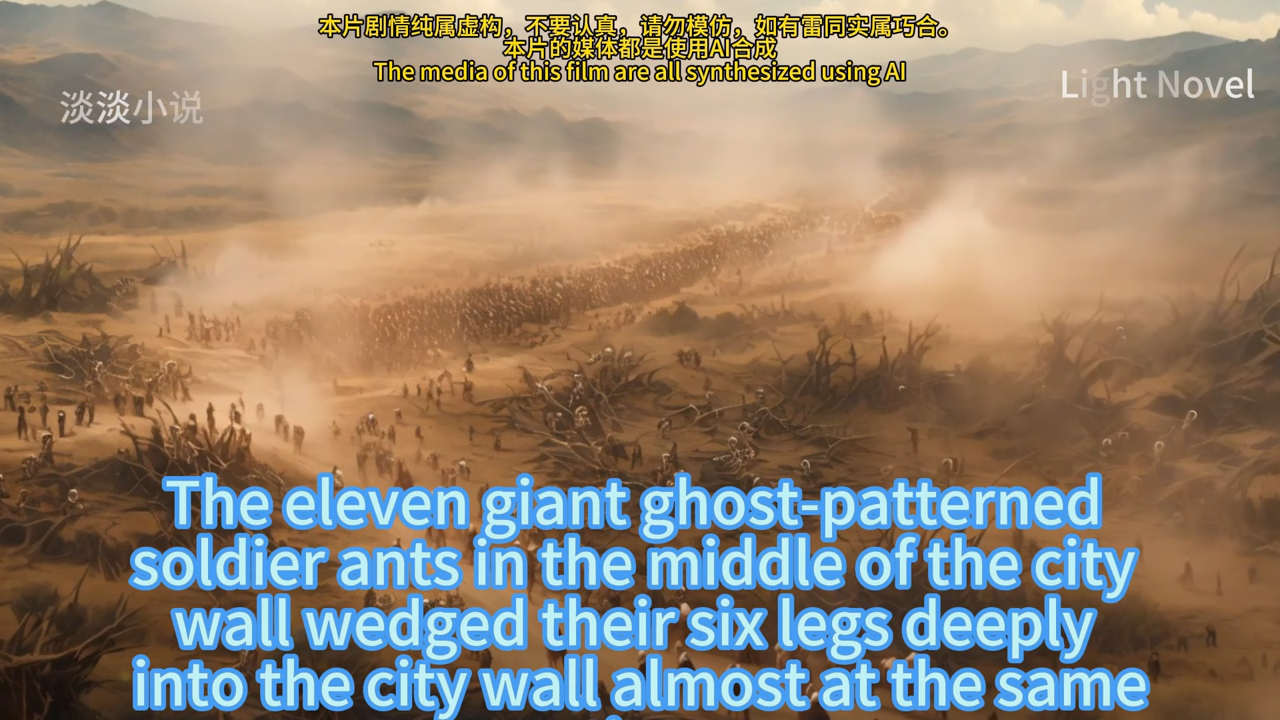 本片剧情纯属虚构，不要认真，请勿模仿，如有雷同实属巧合。
本片的媒体都是使用AI合成
The media of this film are all synthesized using AI
Light Novel
淡淡小说
The eleven giant ghost-patterned
soldier ants in the middle of the city
wall wedged their six legs deeply
into the city wall almost at the same